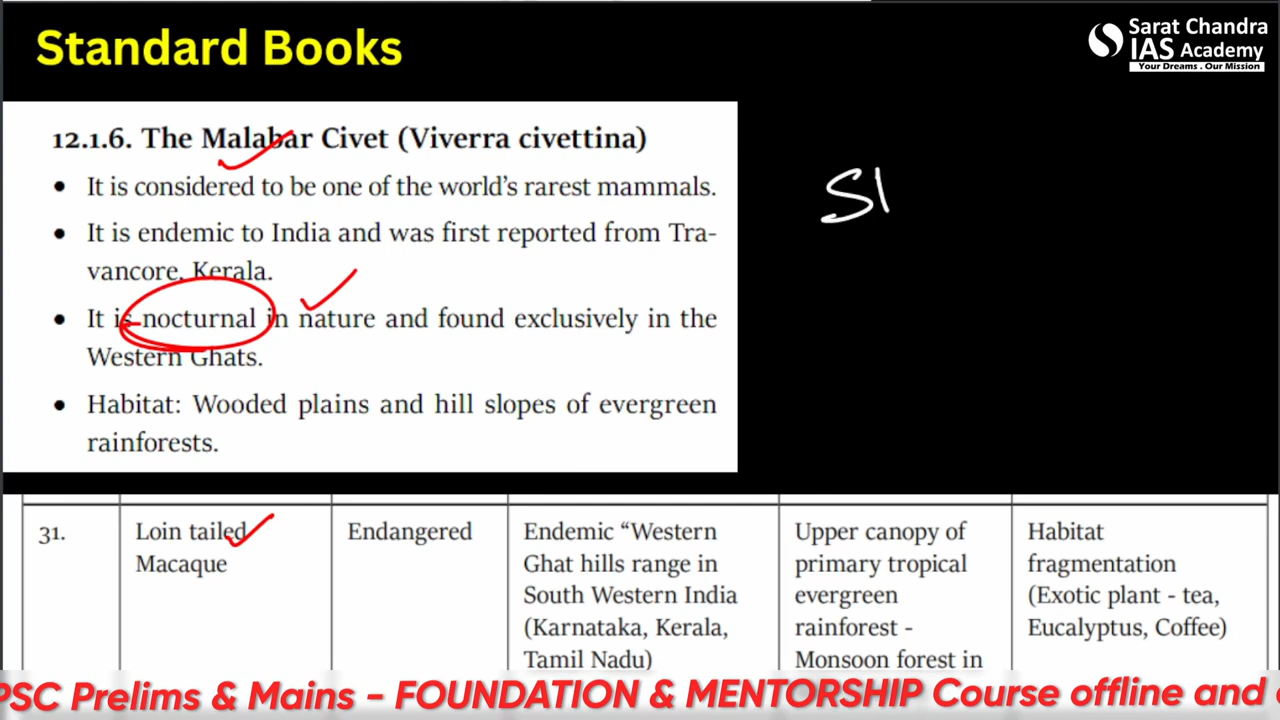 Standard Books
Sarat Chandra
IAS Academy
Your Dreams . Our Mission
12.1.6. The Malabar Civet (Viverra civettina)
• It is considered to be one of the world's rarest mammals.
• It is endemic to India and was first reported from Tra-
vancore, Kerala.
• It is nocturnal in nature and found exclusively in the
Western Ghats.
• Habitat: Wooded plains and hill slopes of evergreen
rainforests.
SI
31.
Loin tailed
Macaque
Endangered
Endemic “Western
Ghat hills range in
South Western India
(Karnataka, Kerala,
Tamil Nadu)
Upper canopy of
primary tropical
evergreen
rainforest -
Monsoon forest in
Habitat
fragmentation
(Exotic plant - tea,
Eucalyptus, Coffee)
PSC Prelims & Mains - FOUNDATION & MENTORSHIP Course offline and